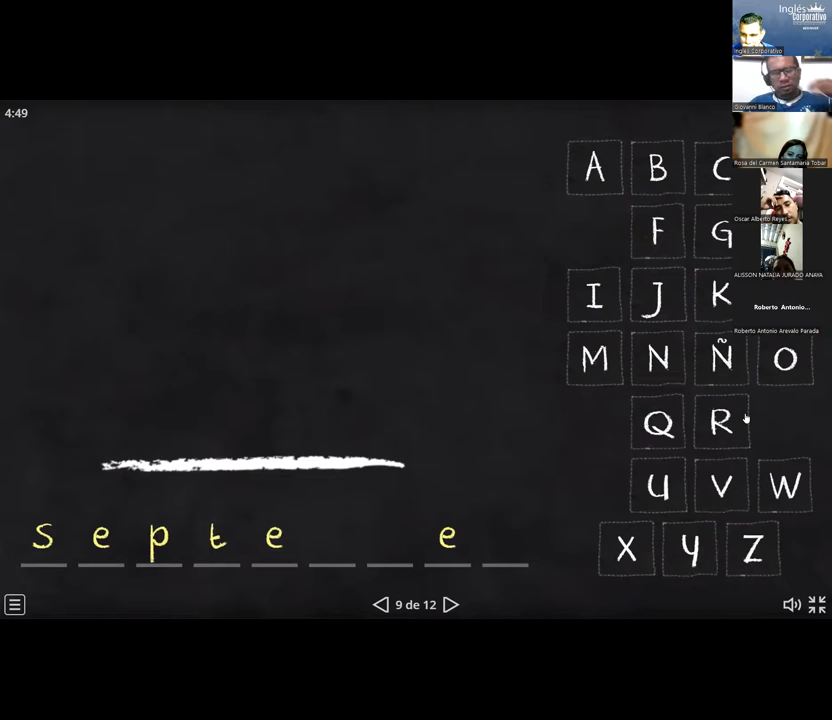 Inglés
Corporativo
Inglés Corporativo
Giovanni Blanco
Rosa del Carmen Santamaria Tobar
Oscar Alberto Reyes
ALISSON NATALIA JURADO ANAYA
Roberto Antonio...
Roberto Antonio Arevalo Parada
4:49
A B C
F G
I J K
M N Ñ O
Q R
U V W
X Y Z
S e p t e e
9 de 12